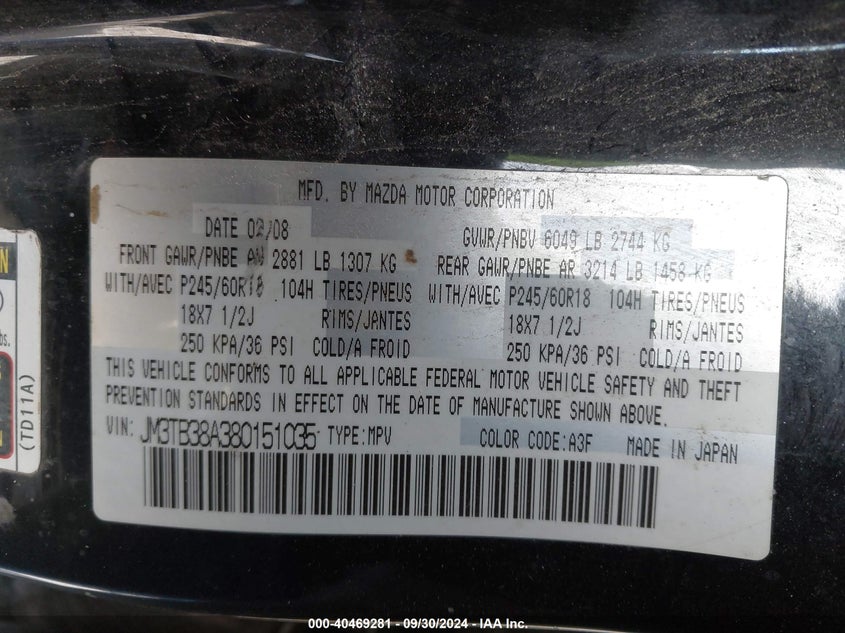 MFD. BY MAZDA MOTOR CORPORATION
DATE 02/08 GVWR/PNBV 6049 LB 2744 KG
FRONT GAWR/PNBE AV 2881 LB 1307 KG REAR GAWR/PNBE AR 3214 LB 1458 KG
WITH/AVEC P245/60R18 104H TIRES/PNEUS WITH/AVEC P245/60R18 104H TIRES/PNEUS
18X7 1/2J RIMS/JANTES 18X7 1/2J RIMS/JANTES
250 KPA/36 PSI COLD/A FROID 250 KPA/36 PSI COLD/A FROID
THIS VEHICLE CONFORMS TO ALL APPLICABLE FEDERAL MOTOR VEHICLE SAFETY AND THEFT
PREVENTION STANDARDS IN EFFECT ON THE DATE OF MANUFACTURE SHOWN ABOVE.
VIN: JM3TB38A380151035 TYPE:MPV COLOR CODE:A3F MADE IN JAPAN
(TD11A)
bs.
000-40469281 - 09/30/2024 - IAA Inc.